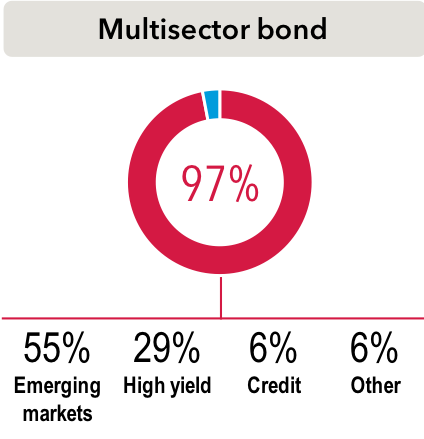 Multisector bond
97%
55% 29% 6% 6%
Emerging High yield Credit Other
markets